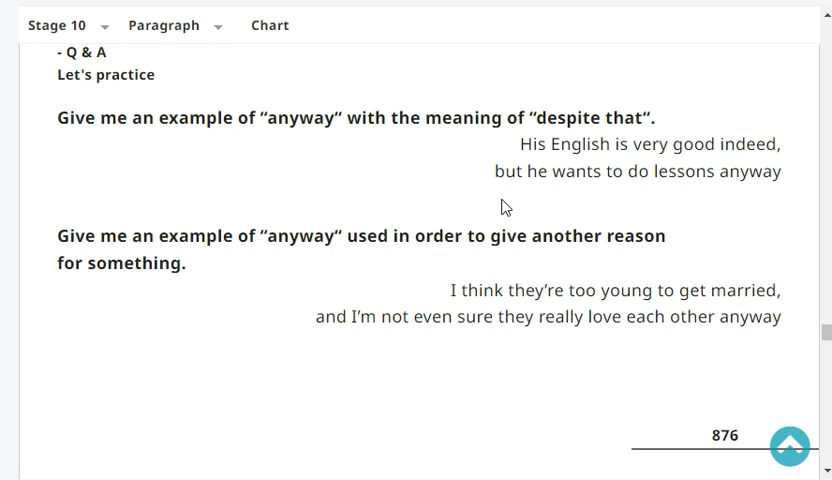 Stage 10 Paragraph Chart
- Q & A
Let's practice
Give me an example of “anyway“ with the meaning of “despite that“.
His English is very good indeed,
but he wants to do lessons anyway
Give me an example of “anyway“ used in order to give another reason
for something.
I think they’re too young to get married,
and I’m not even sure they really love each other anyway
876